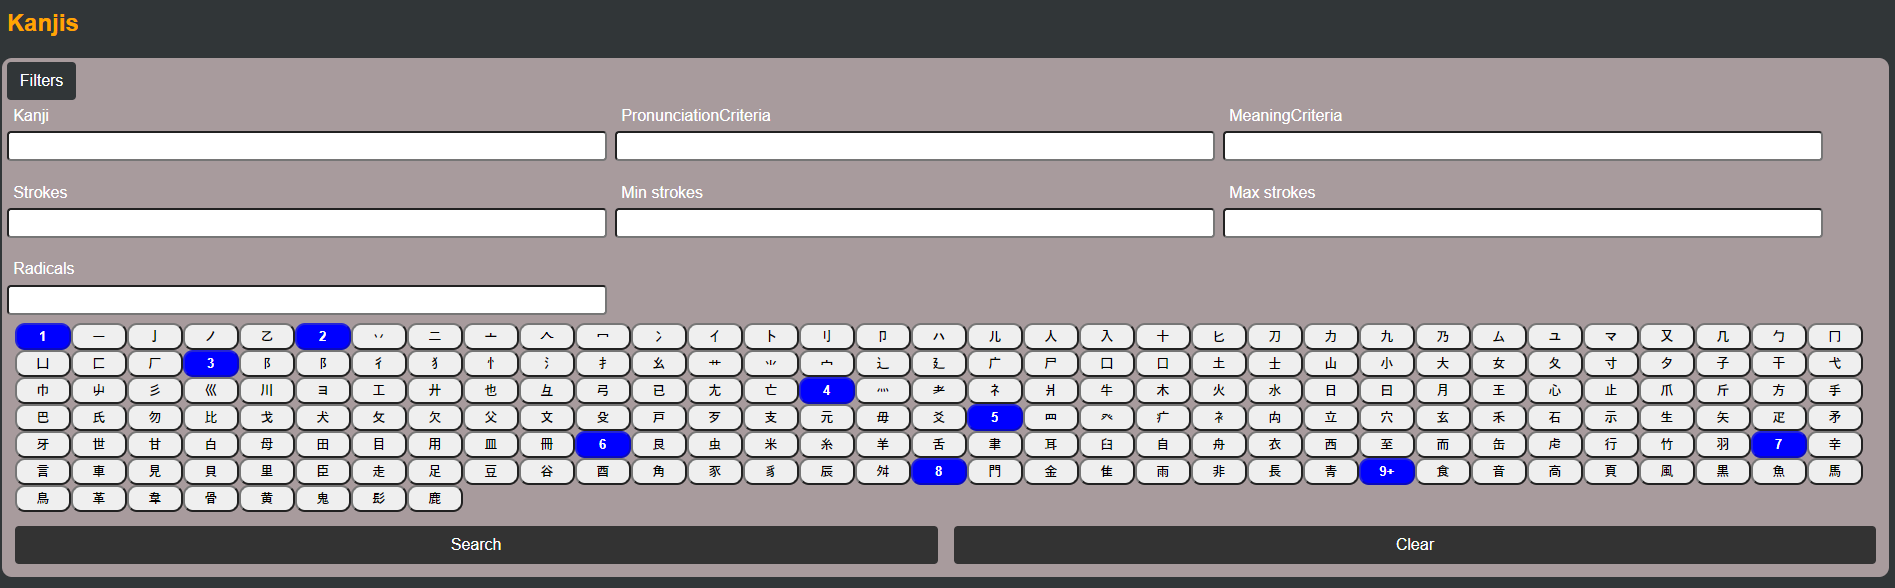 Kanjis
Filters
Kanji PronunciationCriteria MeaningCriteria
Strokes Min strokes Max strokes
Radicals
1 一 亅 ノ 乙 2 丷 二 亠 𠆢 冖 冫 亻 ト 刂 卩 ハ 儿 人 入 十 匕 刀 力 九 乃 ム ユ マ 又 几 勹 冂
凵 匚 厂 3 阝 阝 彳 犭 忄 氵 扌 幺 艹 ⺌ 宀 辶 廴 广 尸 囗 口 土 士 山 小 大 女 夂 寸 夕 子 干 弋
巾 屮 彡 巛 川 ヨ 工 廾 也 彑 弓 已 尢 亡 4 灬 耂 礻 爿 牛 木 火 水 日 曰 月 王 心 止 爪 斤 方 手
巴 氏 勿 比 戈 犬 攵 欠 父 文 殳 戸 歹 支 元 毋 爻 5 罒 癶 疒 衤 禸 立 穴 玄 禾 石 示 生 矢 疋 矛
牙 世 甘 白 母 田 目 用 皿 冊 6 艮 虫 米 糸 羊 舌 聿 耳 臼 自 舟 衣 西 至 而 缶 虍 行 竹 羽 7 辛
言 車 見 貝 里 臣 走 足 豆 谷 酉 角 豕 豸 辰 舛 8 門 金 隹 雨 非 長 青 9+ 食 音 高 頁 風 黒 魚 馬
鳥 革 韋 骨 黄 鬼 髟 鹿
Search Clear